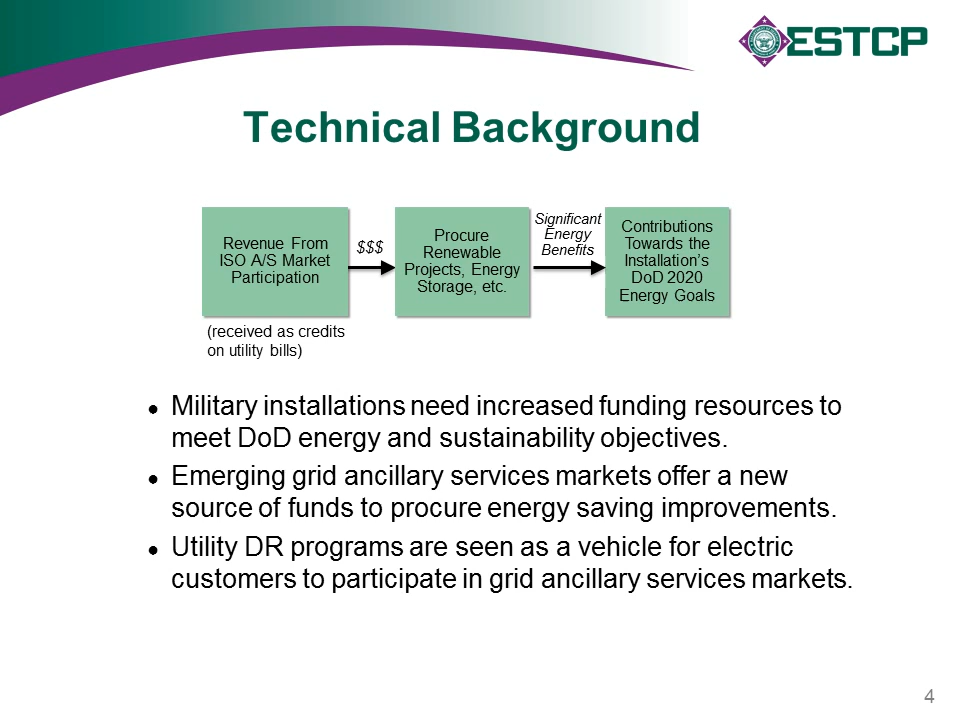 ESTCP
Technical Background
Revenue From
ISO A/S Market
Participation
$$$
Procure
Renewable
Projects, Energy
Storage, etc.
Significant
Energy
Benefits
Contributions
Towards the
Installation's
DoD 2020
Energy Goals
(received as credits
on utility bills)
● Military installations need increased funding resources to
meet DoD energy and sustainability objectives.
● Emerging grid ancillary services markets offer a new
source of funds to procure energy saving improvements.
● Utility DR programs are seen as a vehicle for electric
customers to participate in grid ancillary services markets.
4